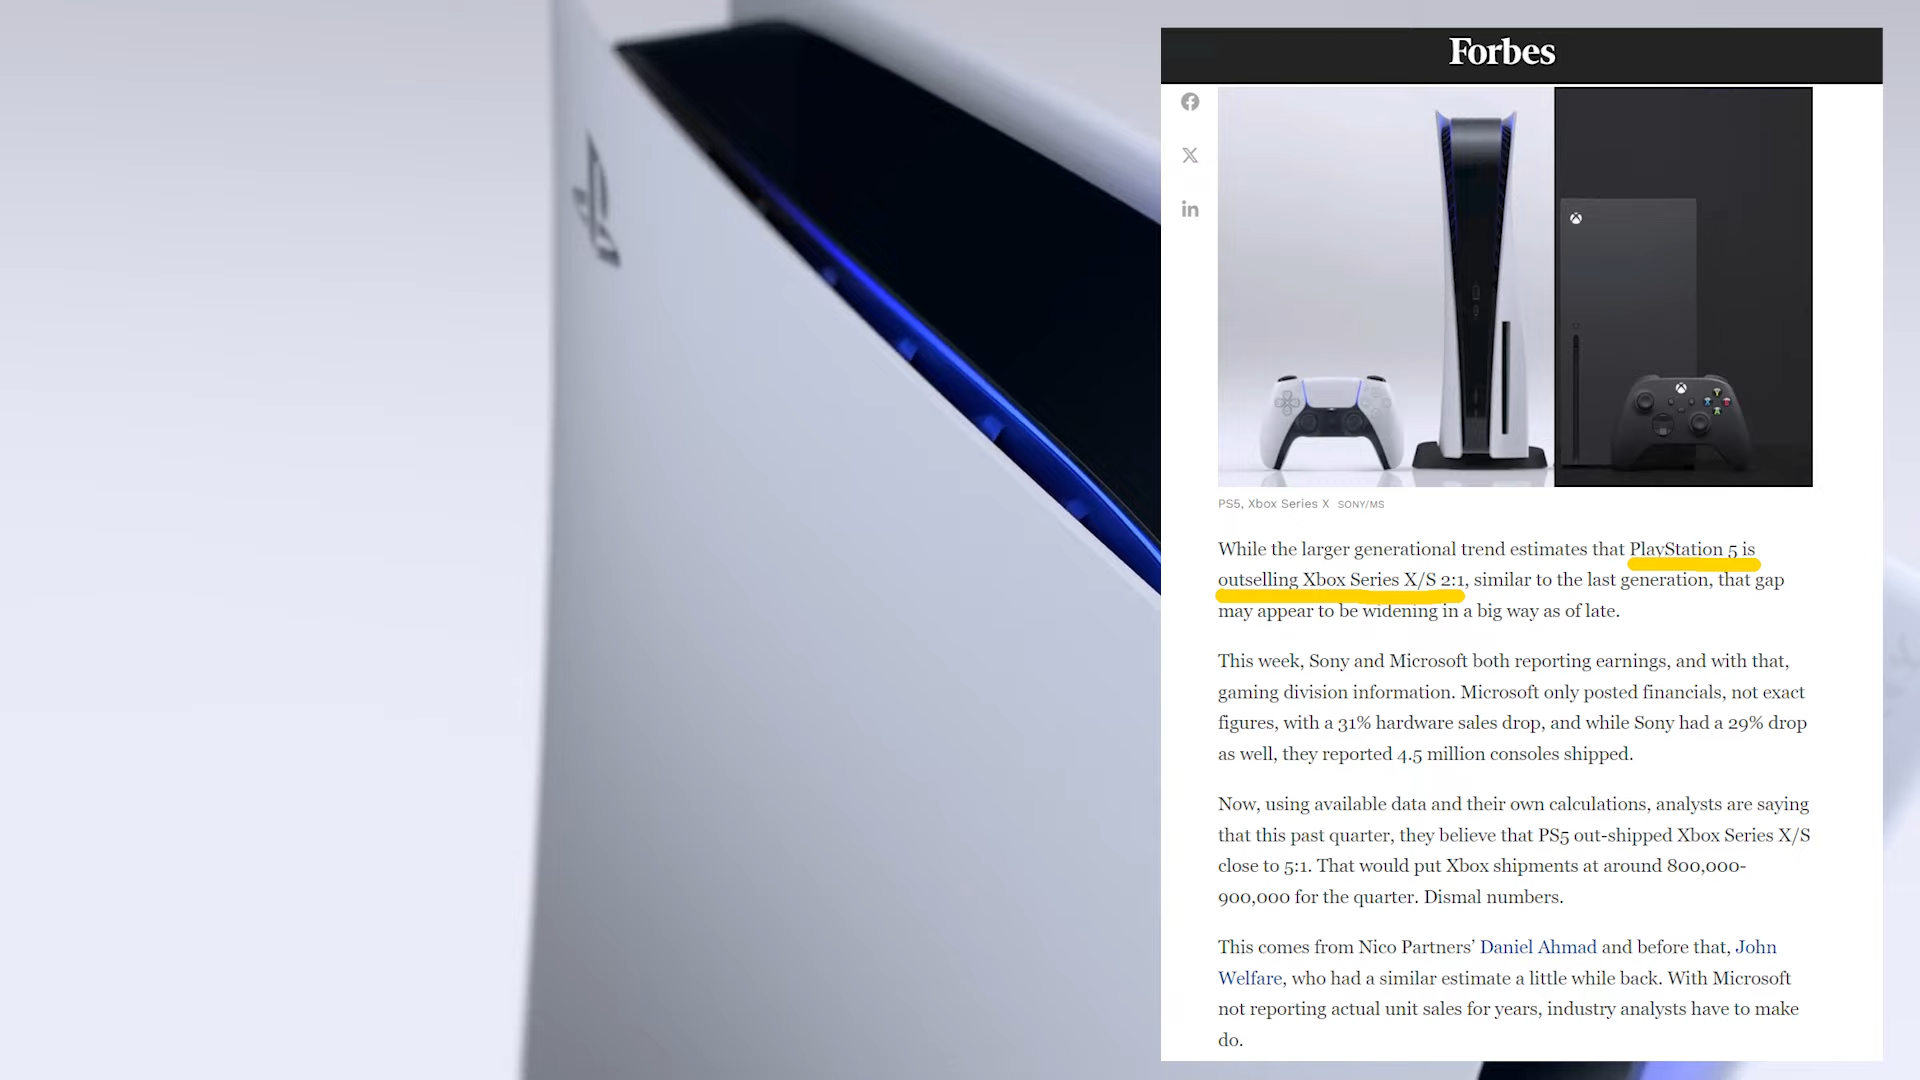 Forbes
PS5, Xbox Series X SONY/MS
While the larger generational trend estimates that PlayStation 5 is
outselling Xbox Series X/S 2:1, similar to the last generation, that gap
may appear to be widening in a big way as of late.
This week, Sony and Microsoft both reporting earnings, and with that,
gaming division information. Microsoft only posted financials, not exact
figures, with a 31% hardware sales drop, and while Sony had a 29% drop
as well, they reported 4.5 million consoles shipped.
Now, using available data and their own calculations, analysts are saying
that this past quarter, they believe that PS5 out-shipped Xbox Series X/S
close to 5:1. That would put Xbox shipments at around 800,000-
900,000 for the quarter. Dismal numbers.
This comes from Nico Partners’ Daniel Ahmad and before that, John
Welfare, who had a similar estimate a little while back. With Microsoft
not reporting actual unit sales for years, industry analysts have to make
do.